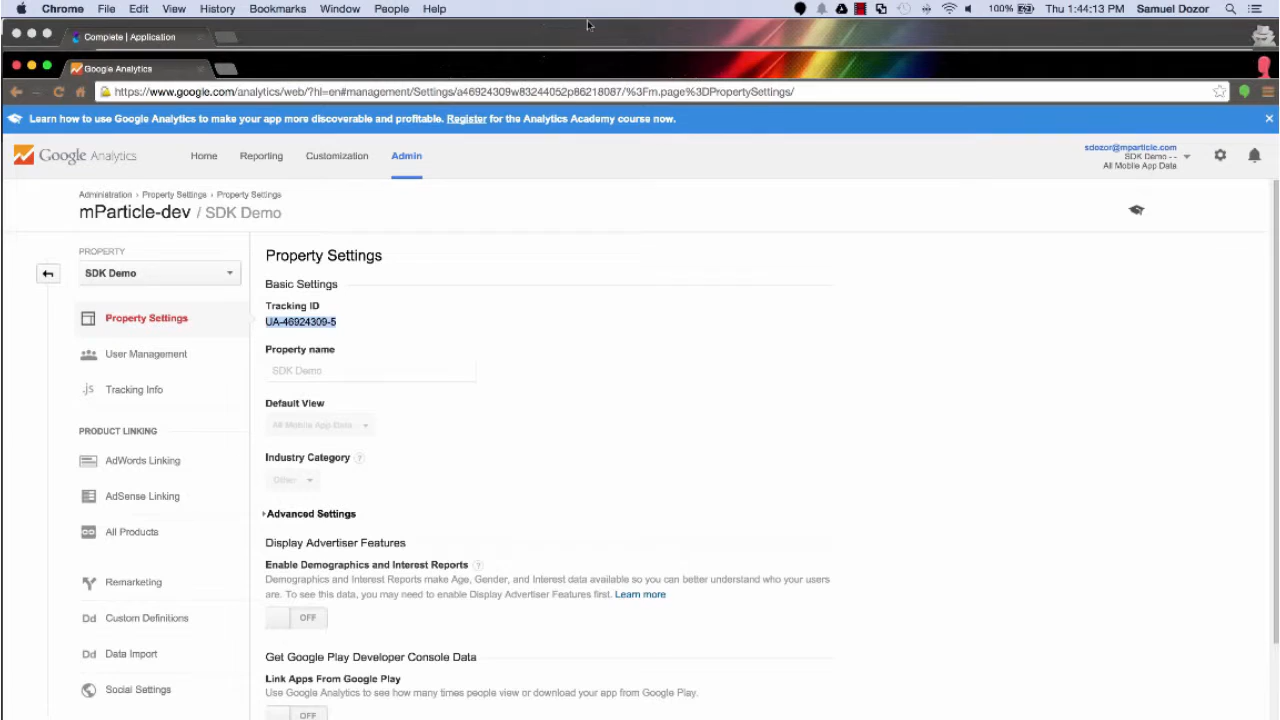 Chrome File Edit View History Bookmarks Window People Help 100% Thu 1:44:13 PM Samuel Dozor
Complete | Application
Google Analytics
https://www.google.com/analytics/web/?hl=en#management/Settings/a46924309w83244052p86218087/%3Fm.page%3DPropertySettings/
Learn how to use Google Analytics to make your app more discoverable and profitable. Register for the Analytics Academy course now.
Google Analytics Home Reporting Customization Admin
sdozor@mparticle.com
SDK Demo - -
All Mobile App Data
Administration › Property Settings › Property Settings
mParticle-dev / SDK Demo
PROPERTY
SDK Demo
Property Settings
User Management
.js Tracking Info
PRODUCT LINKING
AdWords Linking
AdSense Linking
All Products
Remarketing
Dd Custom Definitions
Dd Data Import
Social Settings
Property Settings
Basic Settings
Tracking ID
UA-46924309-5
Property name
SDK Demo
Default View
All Mobile App Data
Industry Category ?
Other
Advanced Settings
Display Advertiser Features
Enable Demographics and Interest Reports ?
Demographics and Interest Reports make Age, Gender, and Interest data available so you can better understand who your users
are. To see this data, you may need to enable Display Advertiser Features first. Learn more
OFF
Get Google Play Developer Console Data
Link Apps From Google Play
Use Google Analytics to see how many times people view or download your app from Google Play.
OFF